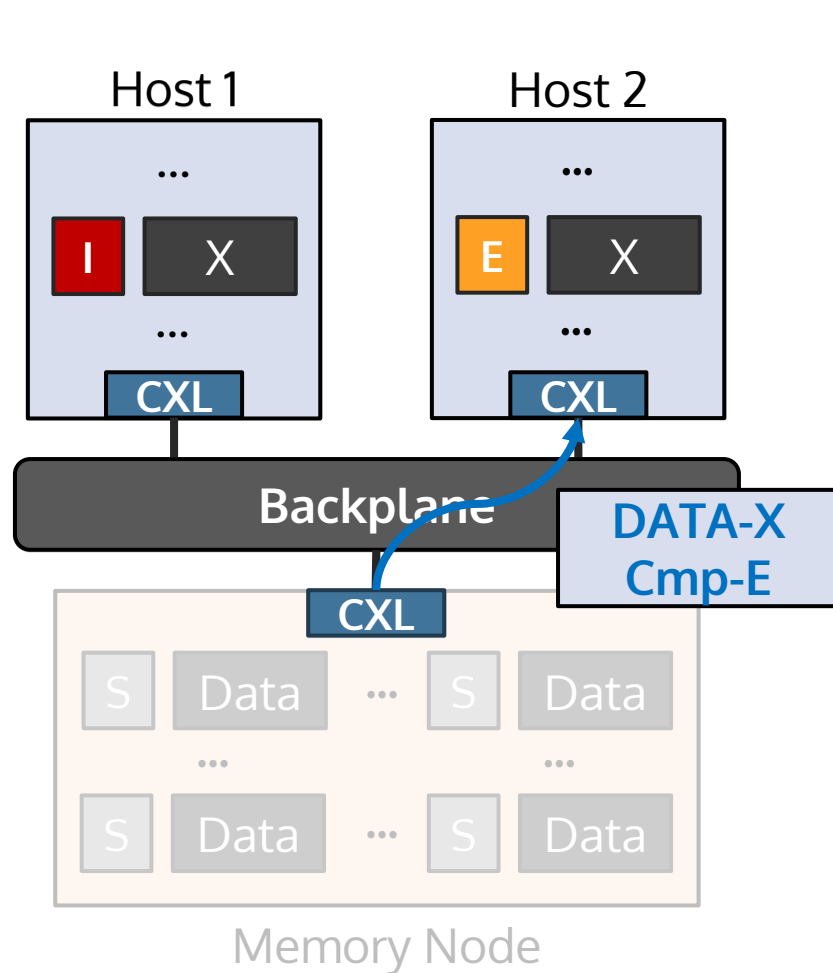 Host 1
Host 2
...
...
I X
E X
...
...
CXL
CXL
Backplane
DATA-X
Cmp-E
CXL
S Data ... S Data
... ...
S Data ... S Data
Memory Node